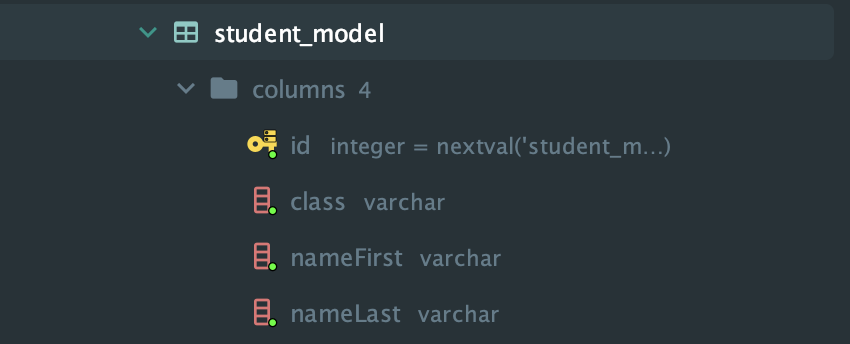 student_model
columns 4
id integer = nextval('student_m...)
class varchar
nameFirst varchar
nameLast varchar